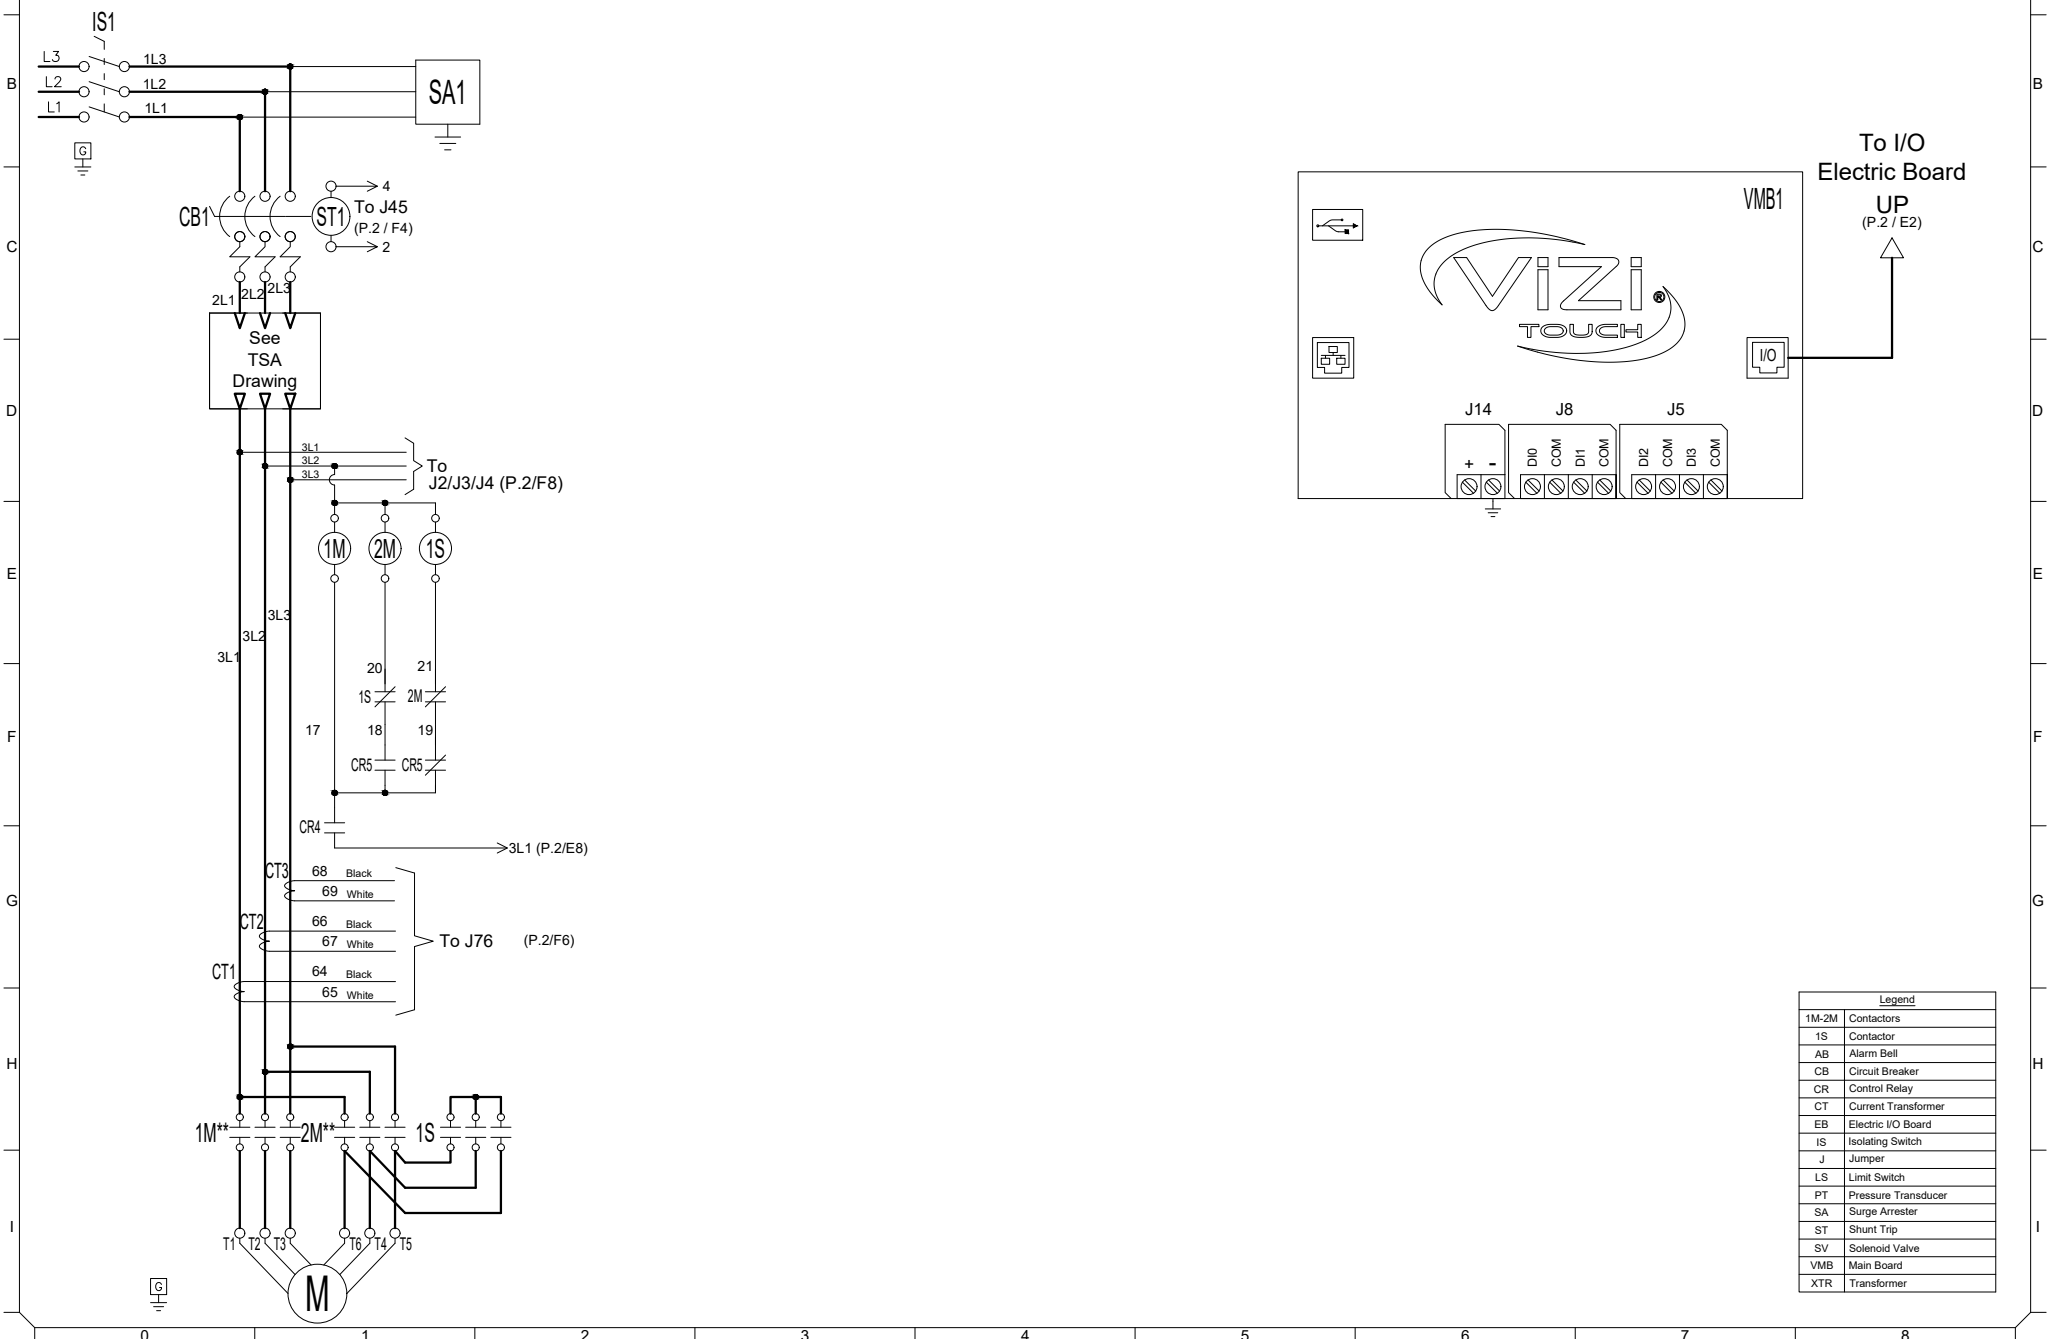 IS1
L3
1L3
L2
1L2
L1
1L1
SA1
B
B
G
CB1
ST1
4
To J45
(P.2 / F4)
2
C
C
2L1
2L2
2L3
See
TSA
Drawing
D
D
3L1
3L2
3L3
To
J2/J3/J4 (P.2/F8)
1M
2M
1S
E
E
3L3
3L2
3L1
20
21
1S
2M
17
18
19
F
F
CR5
CR5
CR4
3L1 (P.2/E8)
CT3
68 Black
69 White
G
G
CT2
66 Black
67 White
To J76 (P.2/F6)
CT1
64 Black
65 White
H
H
1M**
2M**
1S
I
I
T1
T2
T3
T6
T4
T5
M
G
To I/O
Electric Board
UP
(P.2 / E2)
VMB1
ViZi
®
TOUCH
I/O
J14
J8
J5
+
-
DI0
COM
DI1
COM
DI2
COM
DI3
COM
Legend
1M-2M Contactors
1S Contactor
AB Alarm Bell
CB Circuit Breaker
CR Control Relay
CT Current Transformer
EB Electric I/O Board
IS Isolating Switch
J Jumper
LS Limit Switch
PT Pressure Transducer
SA Surge Arrester
ST Shunt Trip
SV Solenoid Valve
VMB Main Board
XTR Transformer
0
1
2
3
4
5
6
7
8